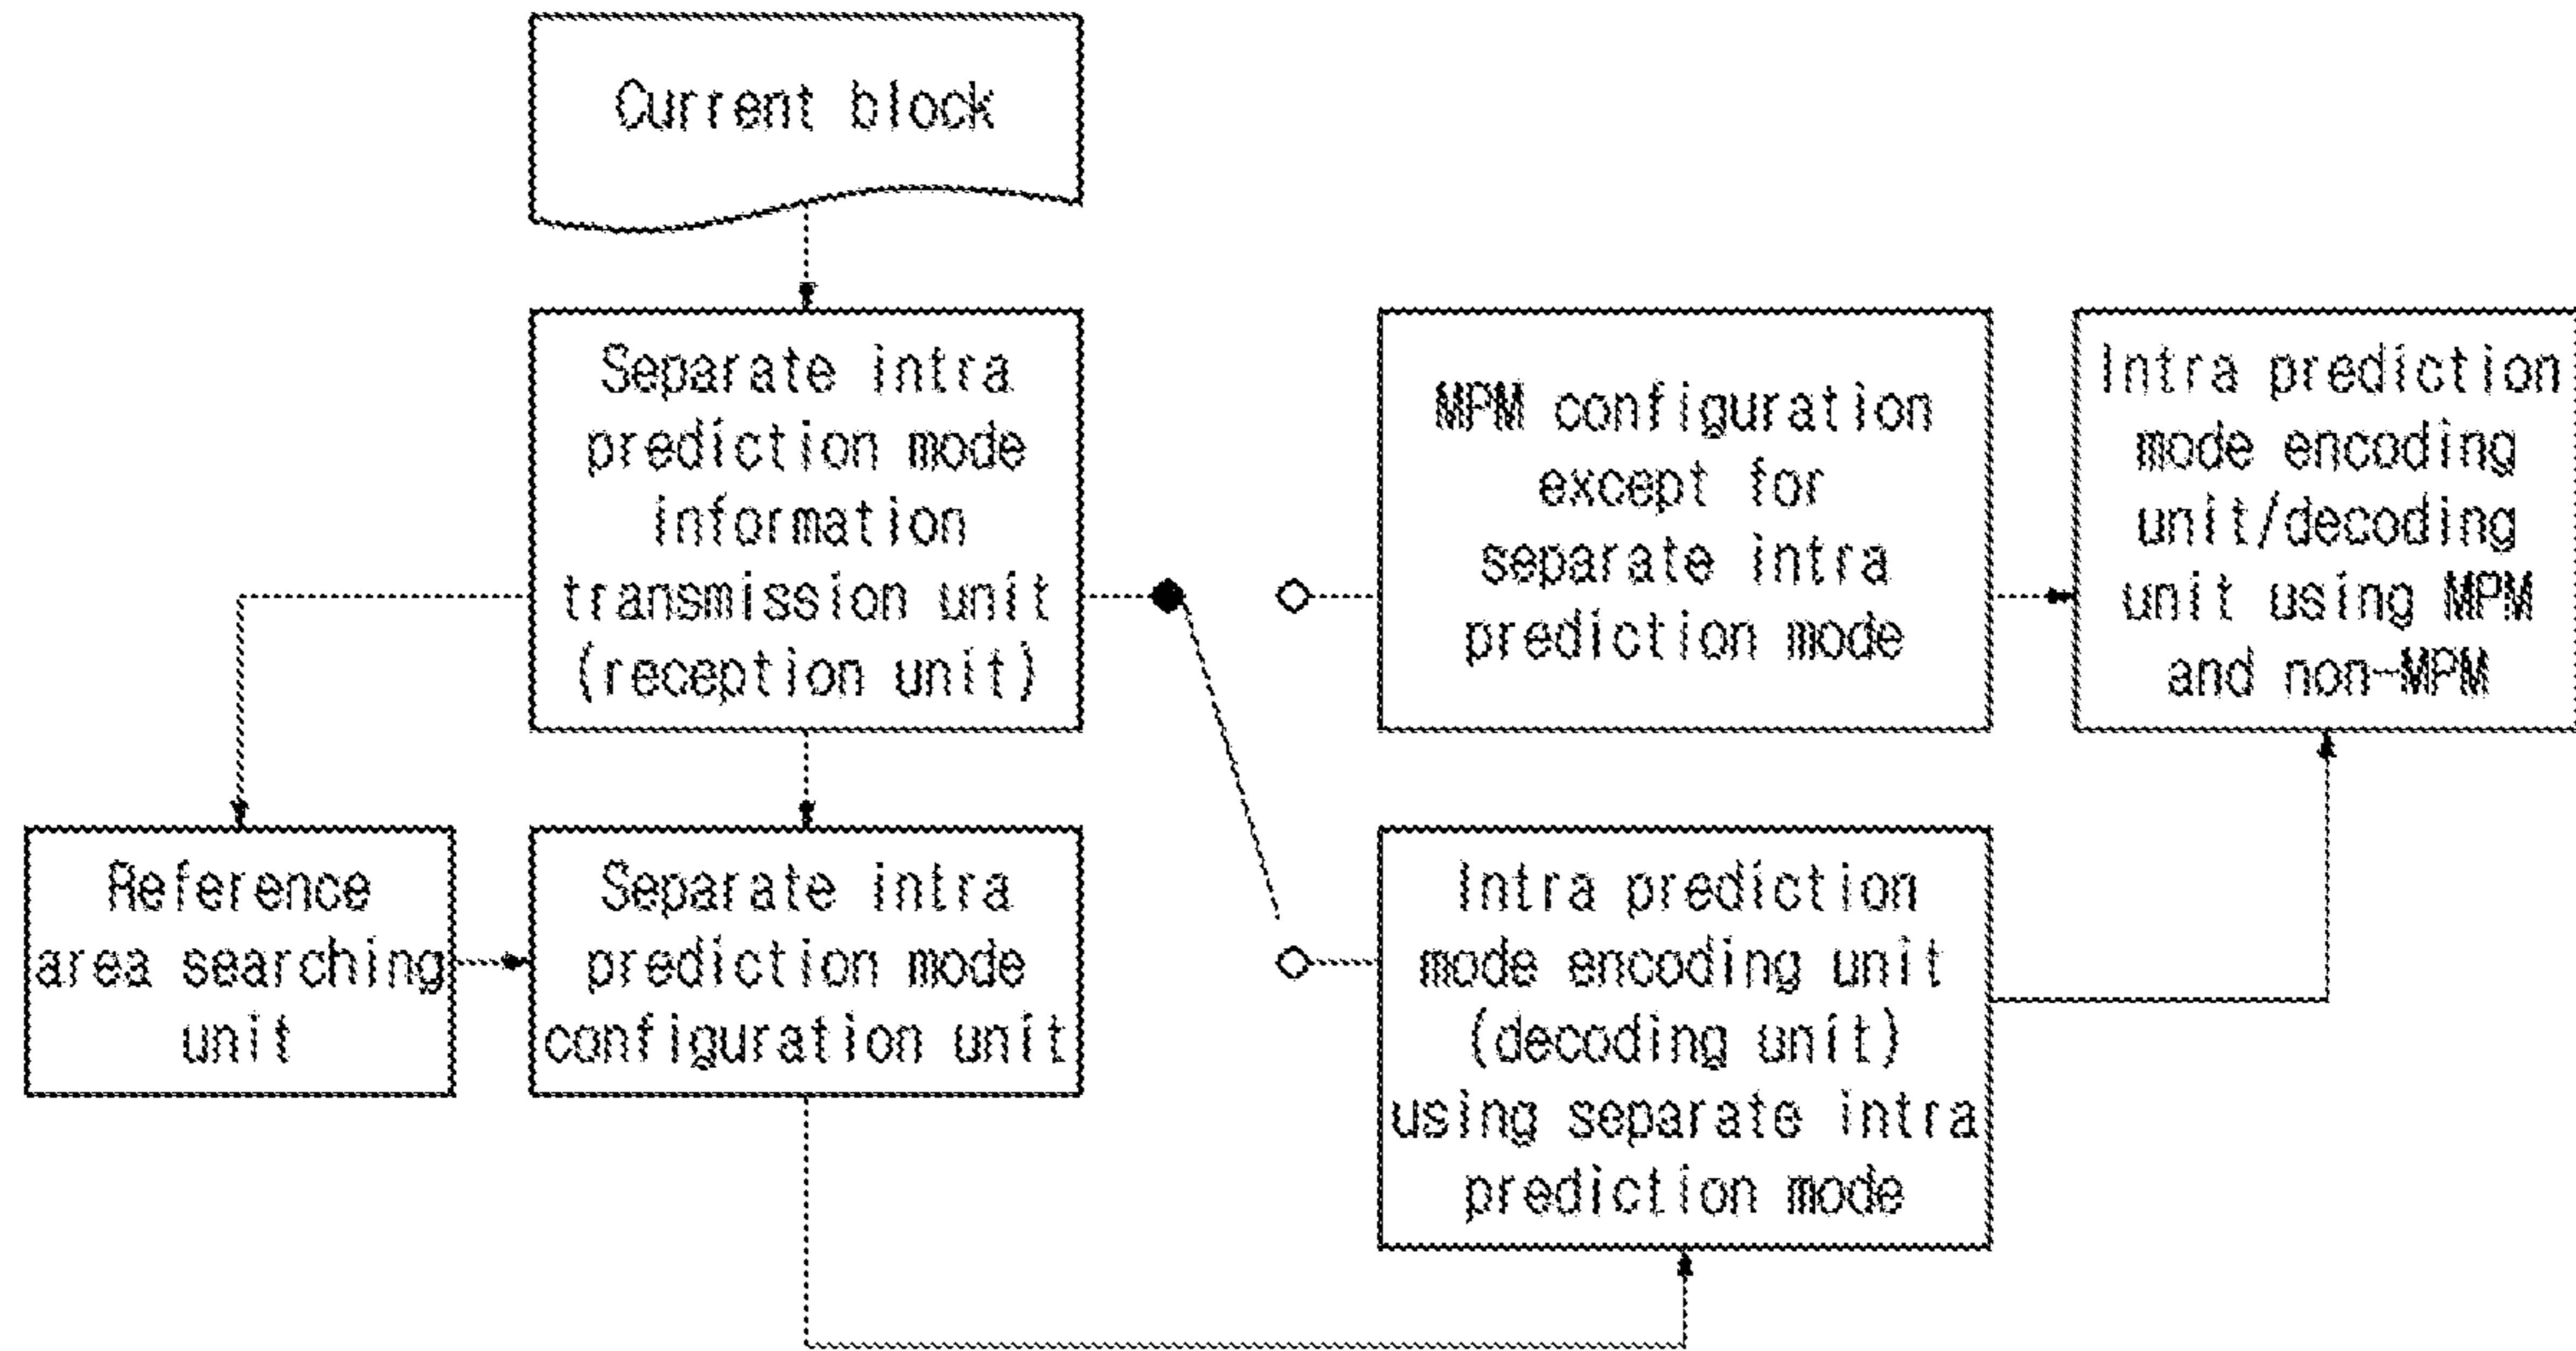 Current block
Separate intra
prediction mode
information
transmission unit
(reception unit)
MPM configuration
except for
separate intra
prediction mode
Intra prediction
mode encoding
unit/decoding
unit using MPM
and non-MPM
Reference
area searching
unit
Separate intra
prediction mode
configuration unit
Intra prediction
mode encoding unit
(decoding unit)
using separate intra
prediction mode